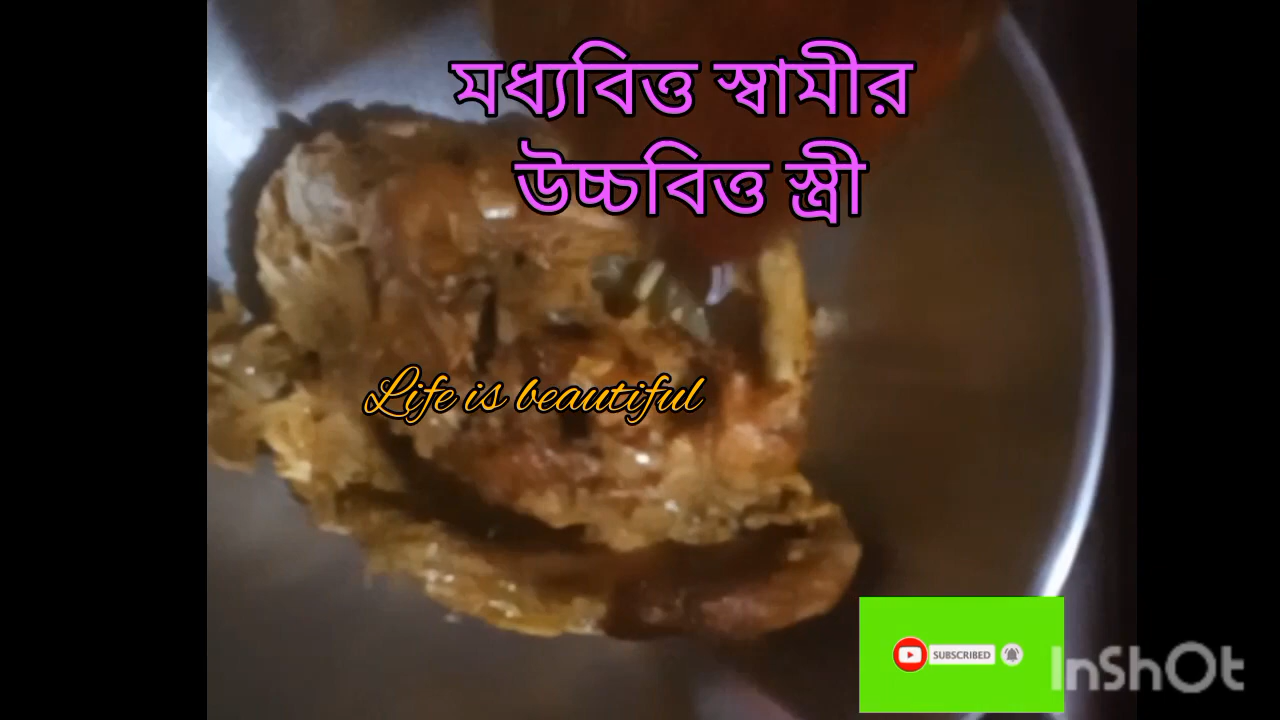 মধ্যবিত্ত স্বামীর
উচ্চবিত্ত স্ত্রী
Life is beautiful
SUBSCRIBED
InShOt